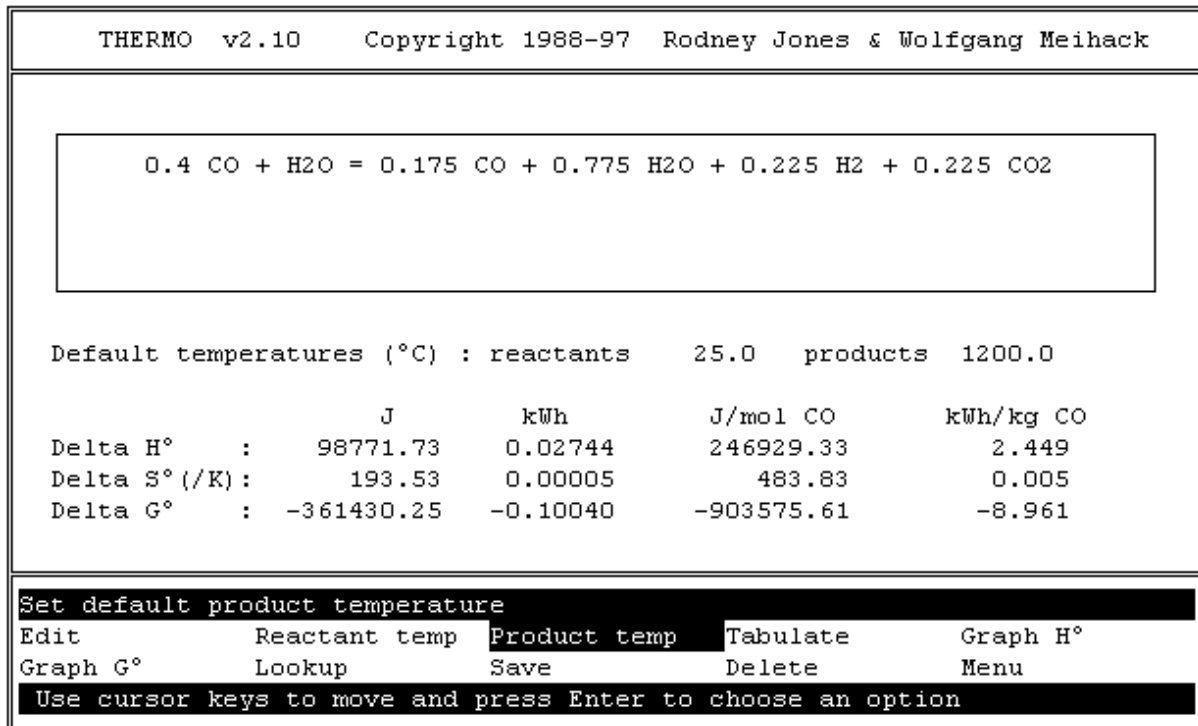 THERMO v2.10 Copyright 1988-97 Rodney Jones & Wolfgang Meihack
0.4 CO + H2O = 0.175 CO + 0.775 H2O + 0.225 H2 + 0.225 CO2
Default temperatures (°C) : reactants 25.0 products 1200.0
J kWh J/mol CO kWh/kg CO
Delta H° : 98771.73 0.02744 246929.33 2.449
Delta S°(/K): 193.53 0.00005 483.83 0.005
Delta G° : -361430.25 -0.10040 -903575.61 -8.961
Set default product temperature
Edit Reactant temp Product temp Tabulate Graph H°
Graph G° Lookup Save Delete Menu
Use cursor keys to move and press Enter to choose an option